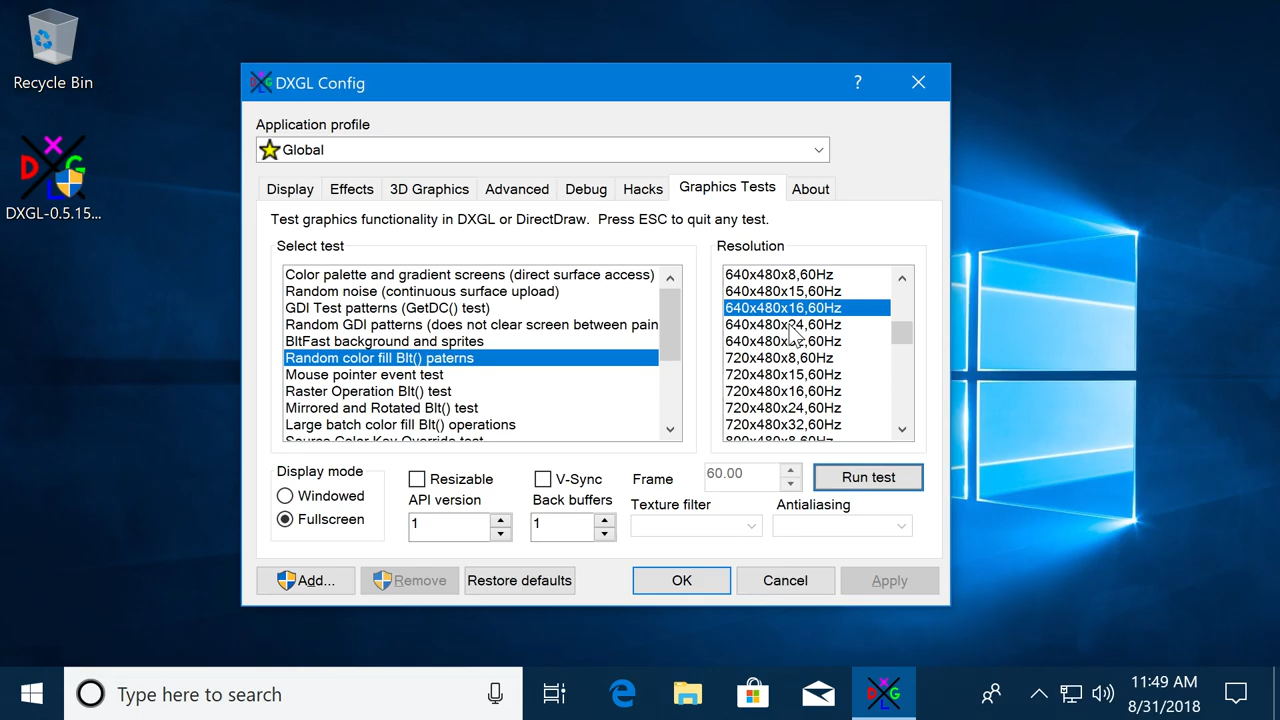 Recycle Bin
DXGL-0.5.15...
DXGL Config
?
Application profile
Global
Display Effects 3D Graphics Advanced Debug Hacks Graphics Tests About
Test graphics functionality in DXGL or DirectDraw. Press ESC to quit any test.
Select test
Color palette and gradient screens (direct surface access)
Random noise (continuous surface upload)
GDI Test patterns (GetDC() test)
Random GDI patterns (does not clear screen between pain
BltFast background and sprites
Random color fill Blt() paterns
Mouse pointer event test
Raster Operation Blt() test
Mirrored and Rotated Blt() test
Large batch color fill Blt() operations
Source Color Key Override test
Resolution
640x480x8,60Hz
640x480x15,60Hz
640x480x16,60Hz
640x480x24,60Hz
720x480x8,60Hz
720x480x15,60Hz
720x480x16,60Hz
720x480x24,60Hz
720x480x32,60Hz
800x480x8,60Hz
Display mode
Windowed
Fullscreen
Resizable
API version
1
V-Sync
Back buffers
1
Frame 60.00
Run test
Texture filter
Antialiasing
Add... Remove Restore defaults OK Cancel Apply
Type here to search
11:49 AM
8/31/2018